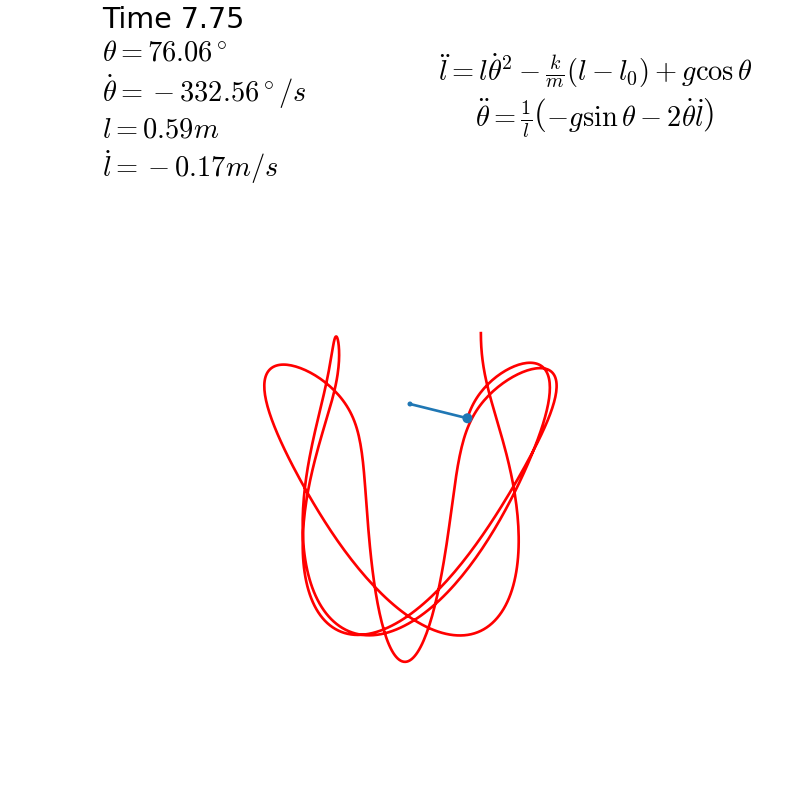 Time 7.75
θ = 76.06°
θ̇ = −332.56°/s
l = 0.59m
l̇ = −0.17m/s
l̈ = lθ̇² − k/m(l − l₀) + g cos θ
θ̈ = 1/l(−g sin θ − 2θ̇l̇)